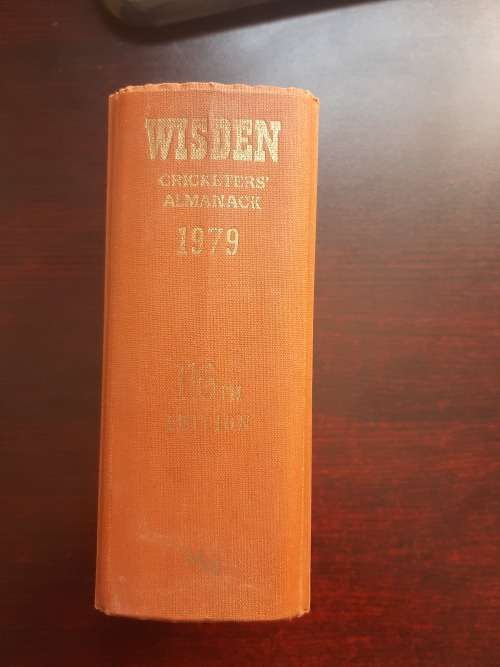 WISDEN
CRICKETERS'
ALMANACK
1979
116TH
EDITION